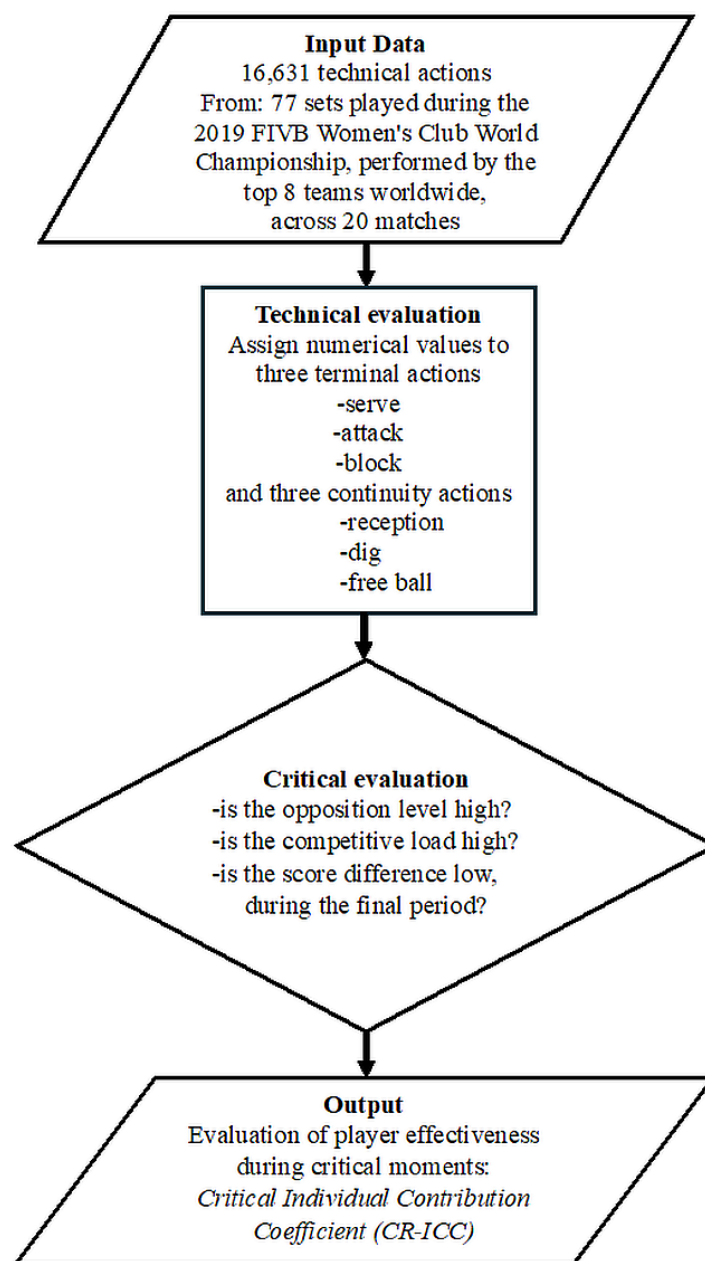 Input Data
16,631 technical actions
From: 77 sets played during the
2019 FIVB Women's Club World
Championship, performed by the
top 8 teams worldwide,
across 20 matches
Technical evaluation
Assign numerical values to
three terminal actions
-serve
-attack
-block
and three continuity actions
-reception
-dig
-free ball
Critical evaluation
-is the opposition level high?
-is the competitive load high?
-is the score difference low,
during the final period?
Output
Evaluation of player effectiveness
during critical moments:
Critical Individual Contribution
Coefficient (CR-ICC)